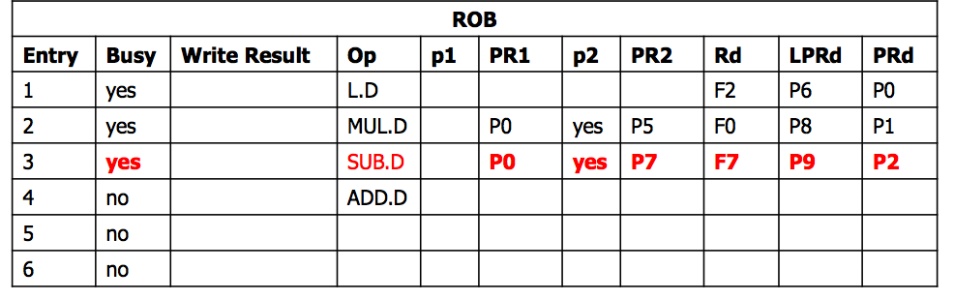 ROB
Entry Busy Write Result Op p1 PR1 p2 PR2 Rd LPRd PRd
1 yes L.D F2 P6 P0
2 yes MUL.D P0 yes P5 F0 P8 P1
3 yes SUB.D P0 yes P7 F7 P9 P2
4 no ADD.D
5 no
6 no